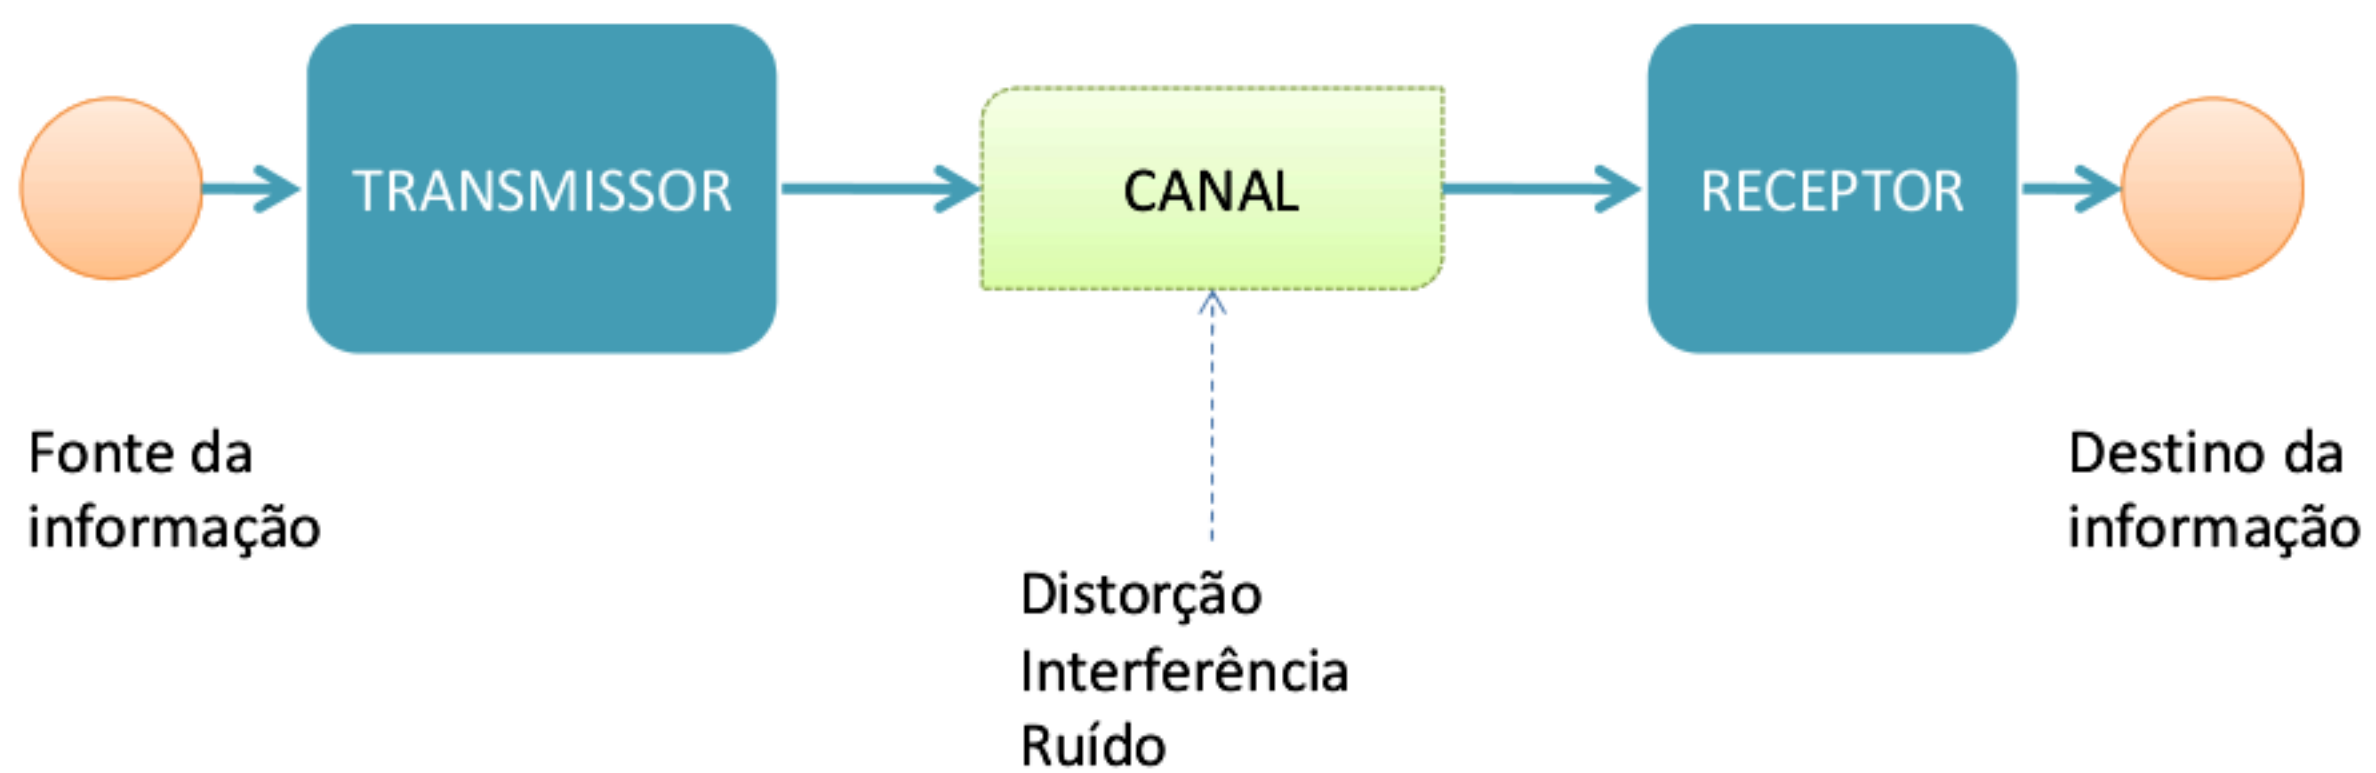 TRANSMISSOR
CANAL
RECEPTOR
Fonte da
informação
Destino da
informação
Distorção
Interferência
Ruído